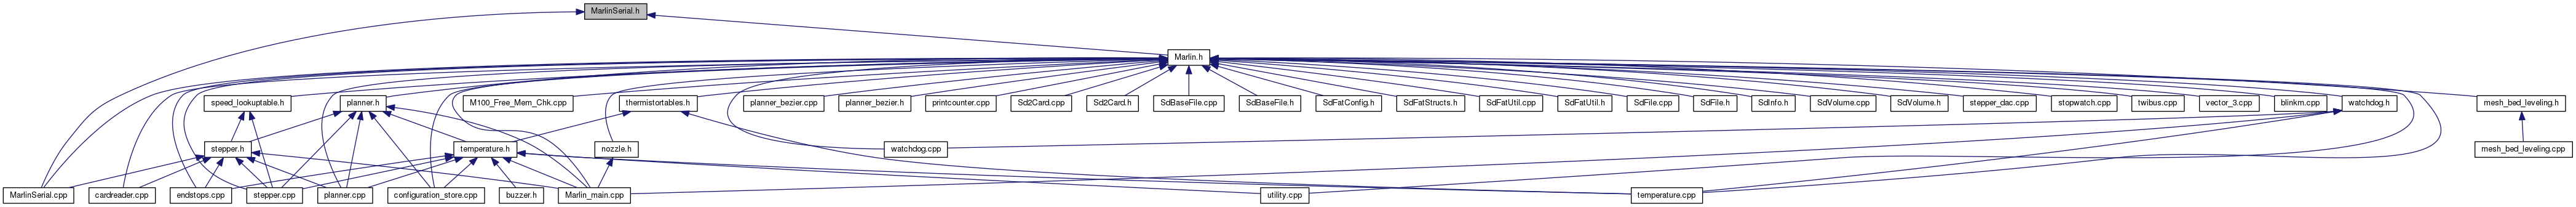 MarlinSerial.h
Marlin.h
speed_lookuptable.h
planner.h
M100_Free_Mem_Chk.cpp
thermistortables.h
planner_bezier.cpp
planner_bezier.h
printcounter.cpp
Sd2Card.cpp
Sd2Card.h
SdBaseFile.cpp
SdBaseFile.h
SdFatConfig.h
SdFatStructs.h
SdFatUtil.cpp
SdFatUtil.h
SdFile.cpp
SdFile.h
SdInfo.h
SdVolume.cpp
SdVolume.h
stepper_dac.cpp
stopwatch.cpp
twibus.cpp
vector_3.cpp
blinkm.cpp
watchdog.h
mesh_bed_leveling.h
stepper.h
temperature.h
nozzle.h
watchdog.cpp
mesh_bed_leveling.cpp
MarlinSerial.cpp
cardreader.cpp
endstops.cpp
stepper.cpp
planner.cpp
configuration_store.cpp
buzzer.h
Marlin_main.cpp
utility.cpp
temperature.cpp